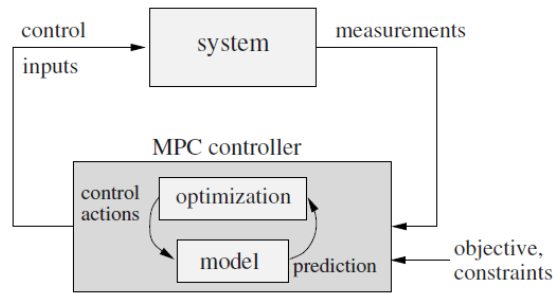 control
inputs
system
measurements
MPC controller
control
actions
optimization
model
prediction
objective,
constraints